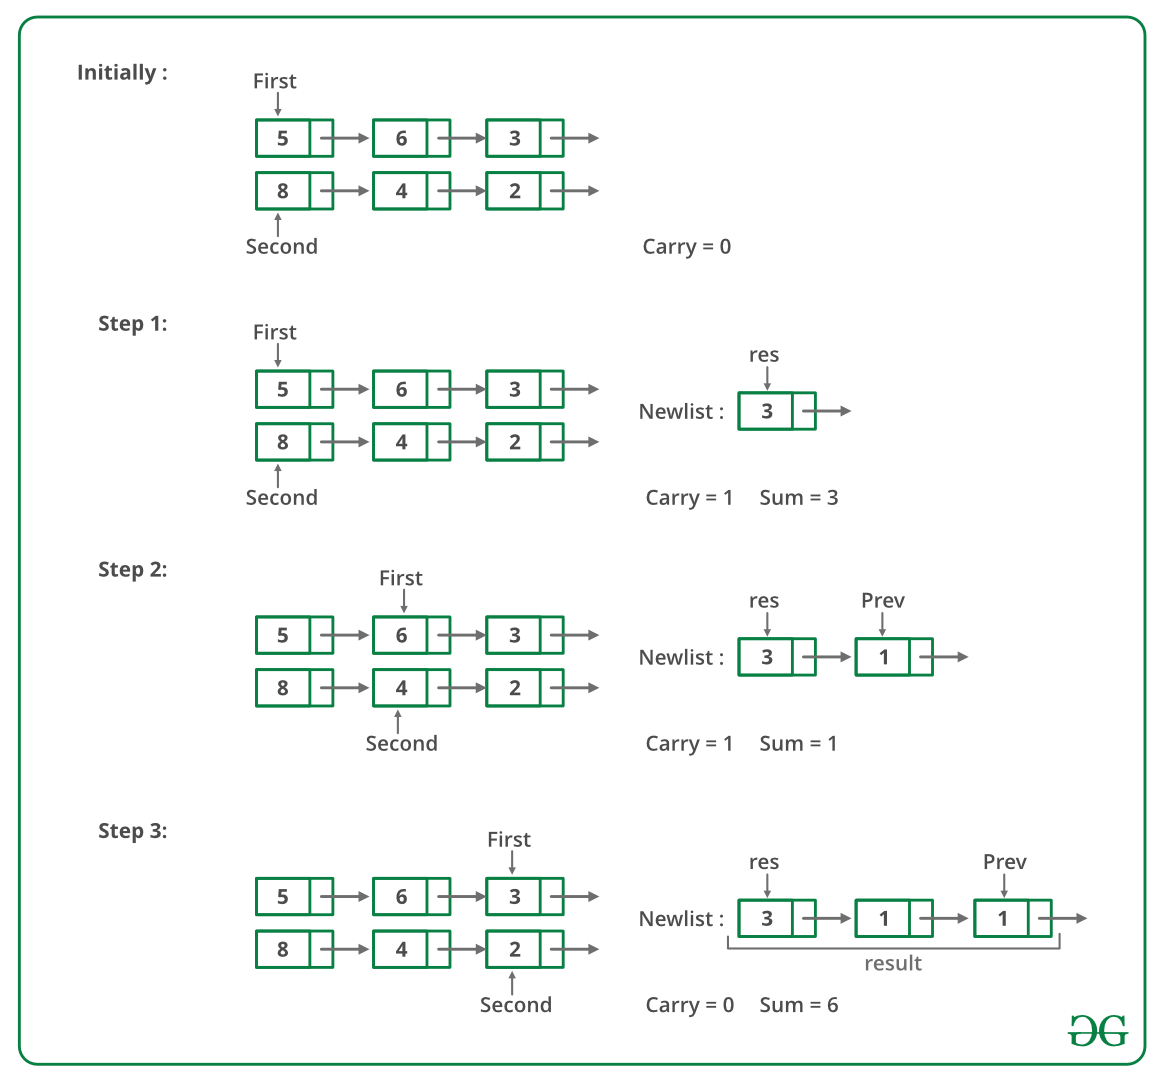 Initially :
First
5 6 3
8 4 2
Second
Carry = 0
Step 1:
First
5 6 3
res
Newlist : 3
8 4 2
Second
Carry = 1 Sum = 3
Step 2:
First
5 6 3
res Prev
Newlist : 3 1
8 4 2
Second
Carry = 1 Sum = 1
Step 3:
First
5 6 3
res Prev
Newlist : 3 1 1
8 4 2
result
Second
Carry = 0 Sum = 6